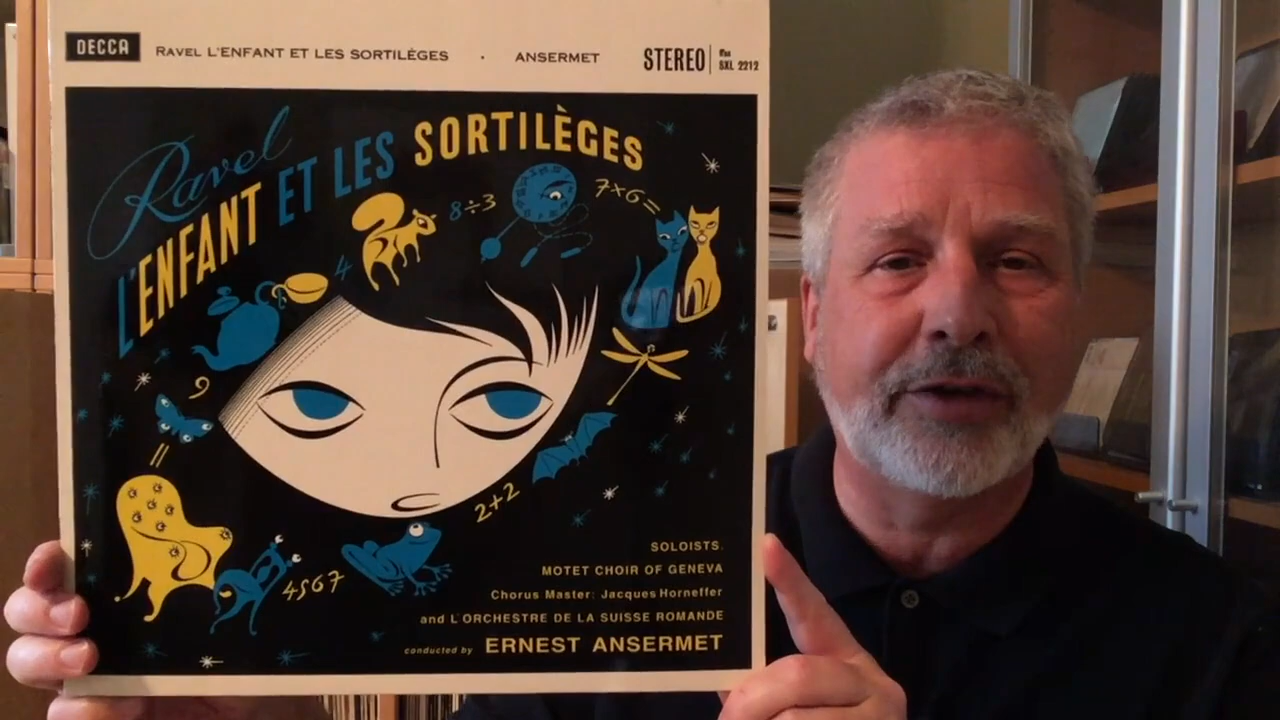 DECCA RAVEL L'ENFANT ET LES SORTILÉGES · ANSERMET STEREO SXL 2212
Ravel
L'ENFANT ET LES SORTILÈGES
8÷3
7×6=
4
9
=
2+2
4567
SOLOISTS.
MOTET CHOIR OF GENEVA
Chorus Master: Jacques Horneffer
and L'ORCHESTRE DE LA SUISSE ROMANDE
conducted by ERNEST ANSERMET